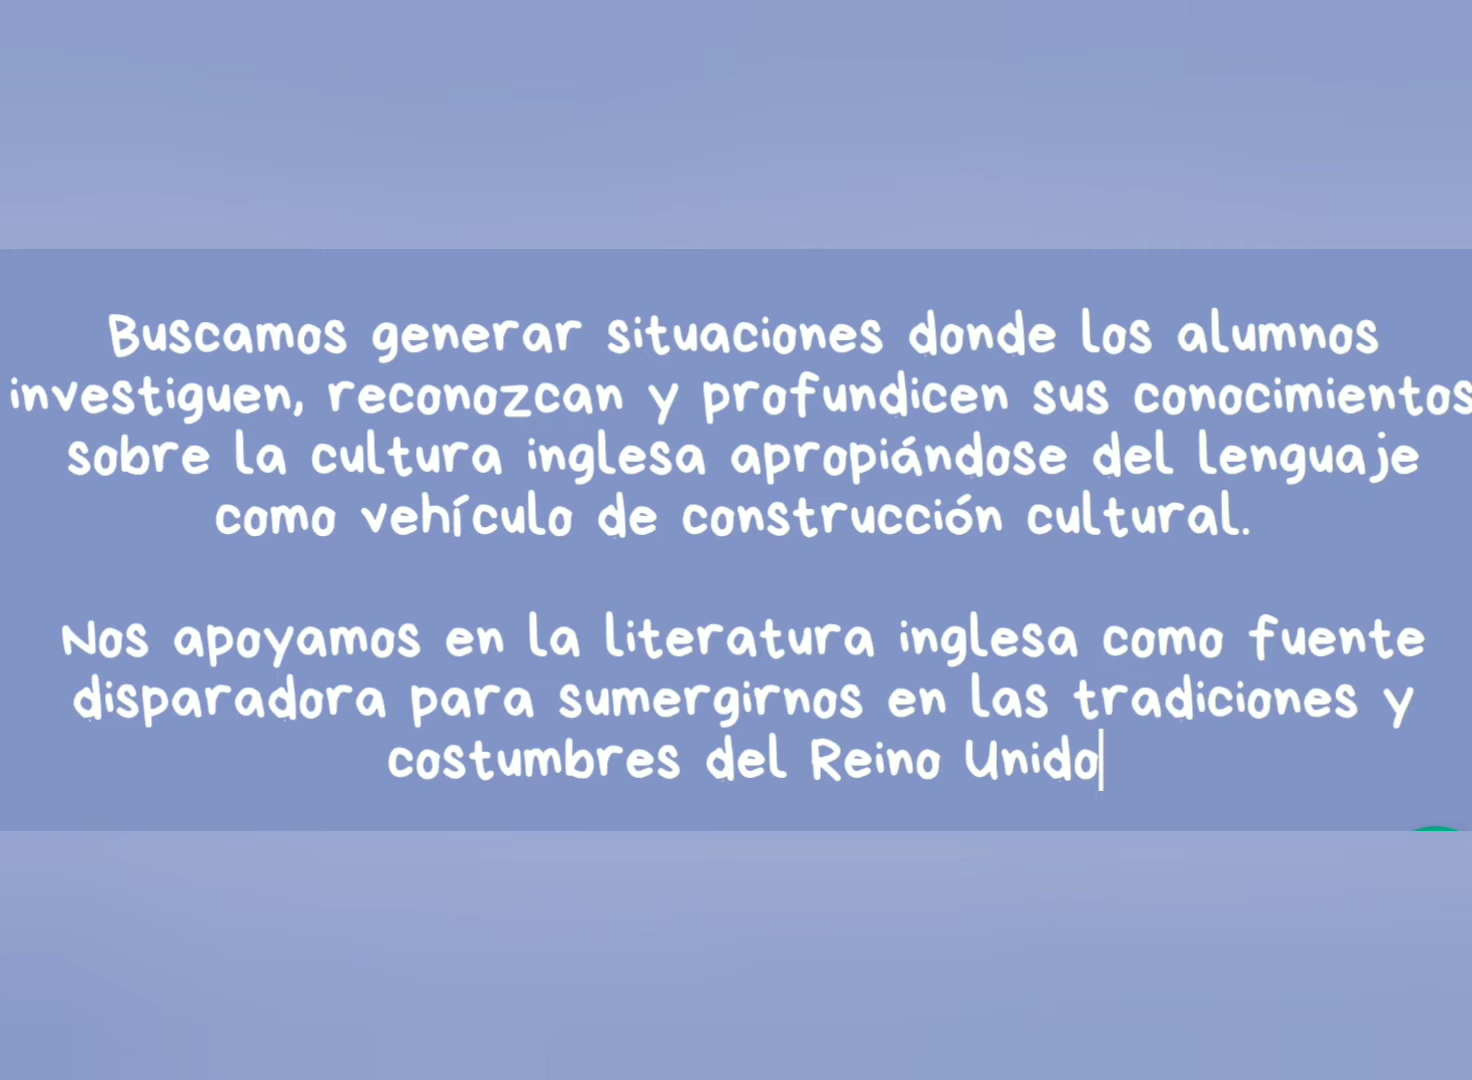 Buscamos generar situaciones donde los alumnos
investiguen, reconozcan y profundicen sus conocimientos
sobre la cultura inglesa apropiándose del lenguaje
como vehículo de construcción cultural.
Nos apoyamos en la literatura inglesa como fuente
disparadora para sumergirnos en las tradiciones y
costumbres del Reino Unido